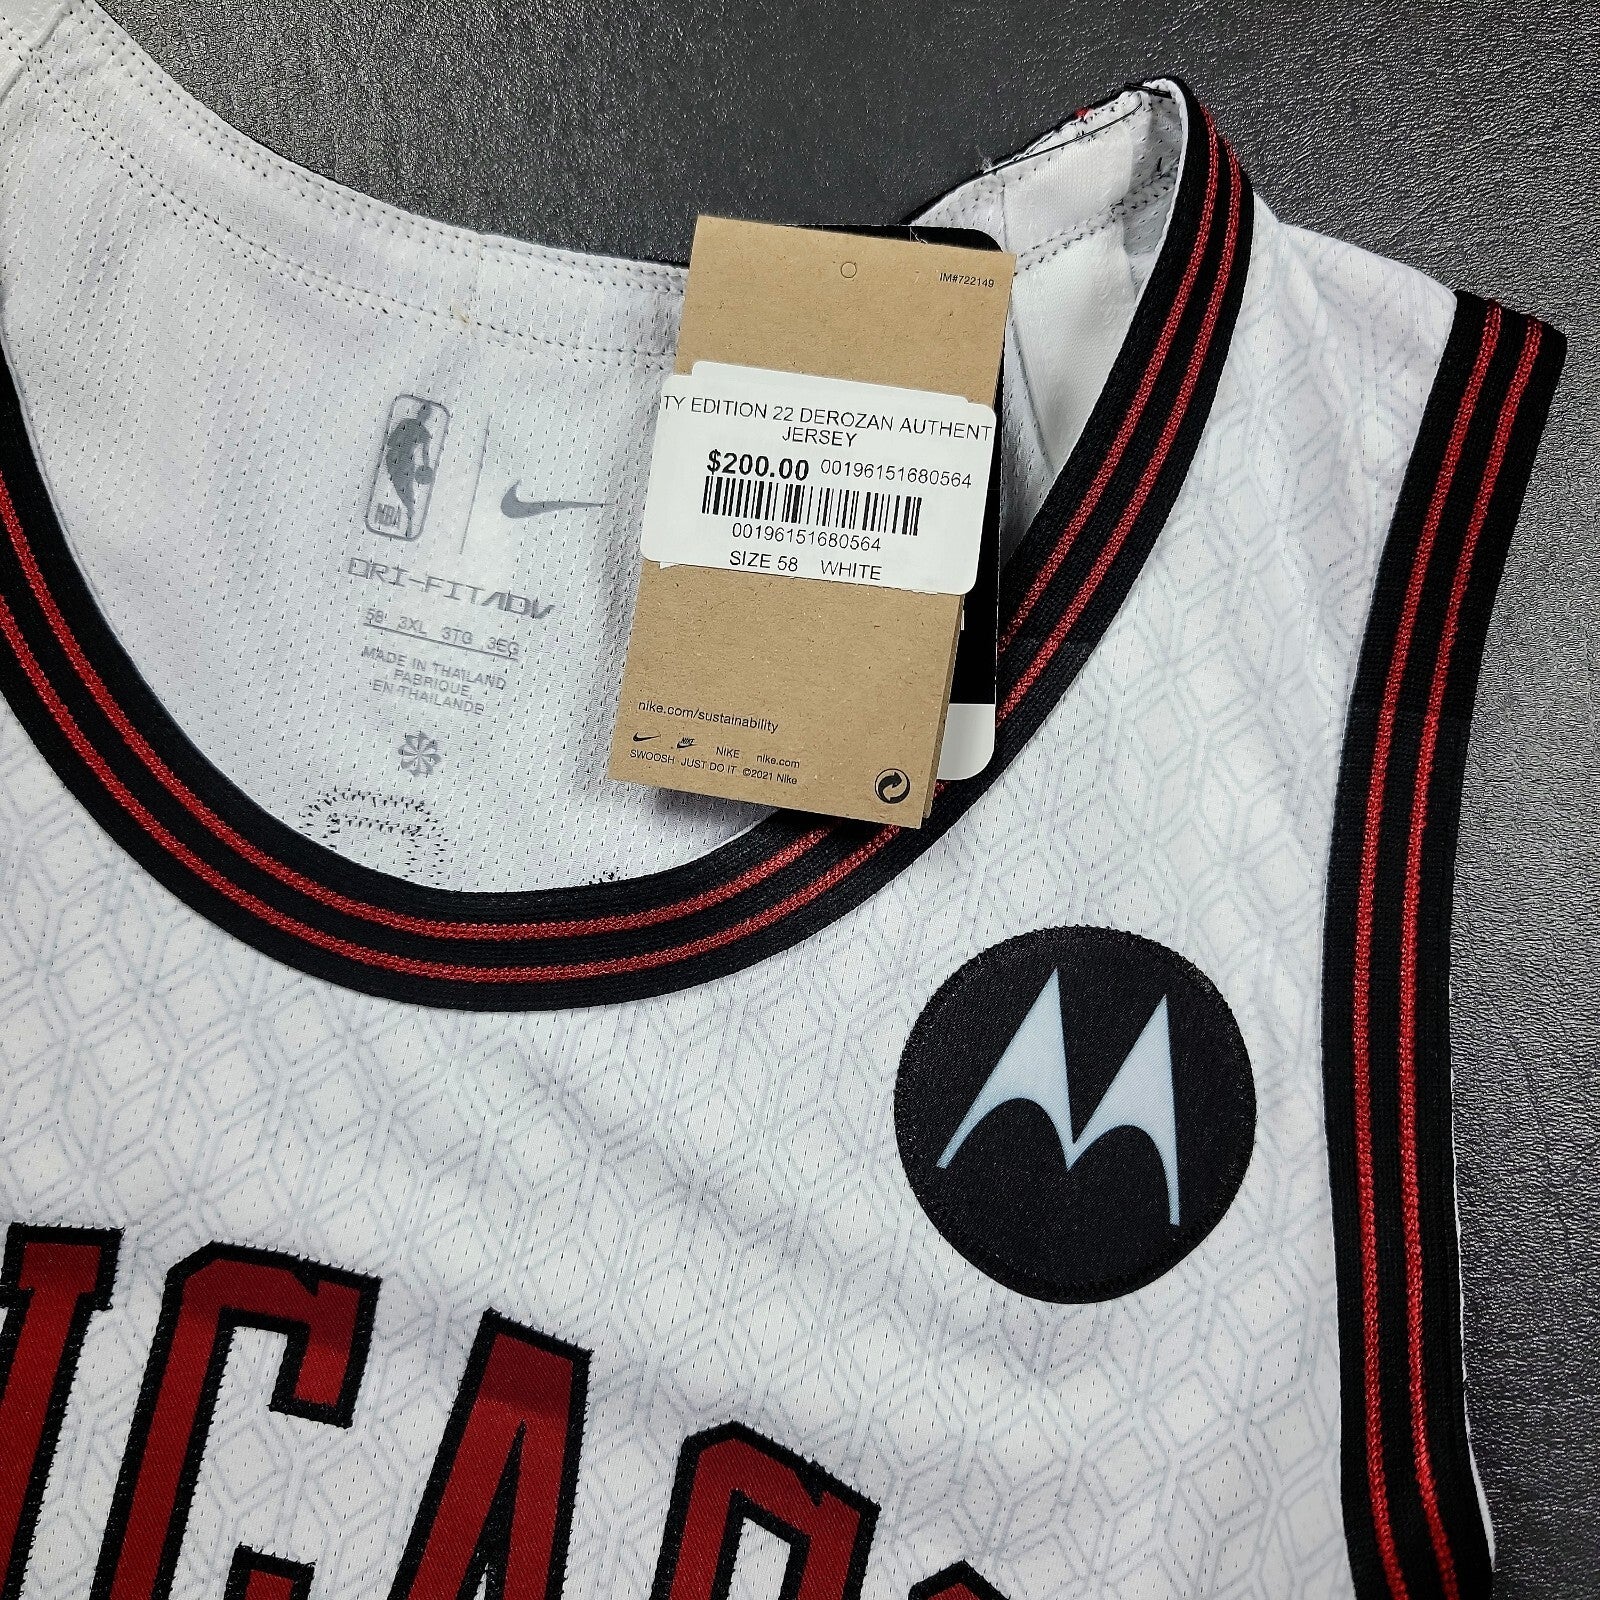 IM#722149
TY EDITION 22 DEROZAN AUTHENT
JERSEY
$200.00 00196151680564
00196151680564
SIZE 58 WHITE
nike.com/sustainability
NIKE nike.com
SWOOSH JUST DO IT ©2021 Nike
NBA
DRI-FIT ADV
58 3XL 3TG 3EG
MADE IN THAILAND
FABRIQUE
EN THAILANDE
ICAGO